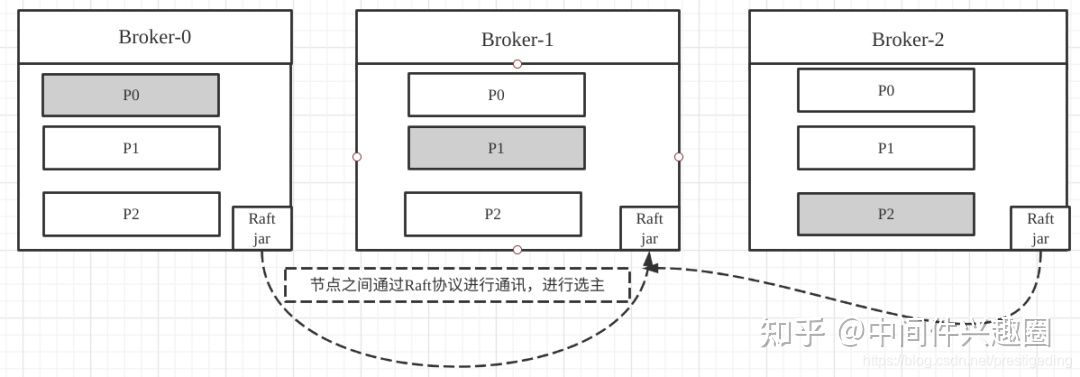 Broker-0
P0
P1
P2
Raft
jar
Broker-1
P0
P1
P2
Raft
jar
Broker-2
P0
P1
P2
Raft
jar
节点之间通过Raft协议进行通讯，进行选主
知乎 @中间件兴趣圈
https://blog.csdn.net/prestigeding